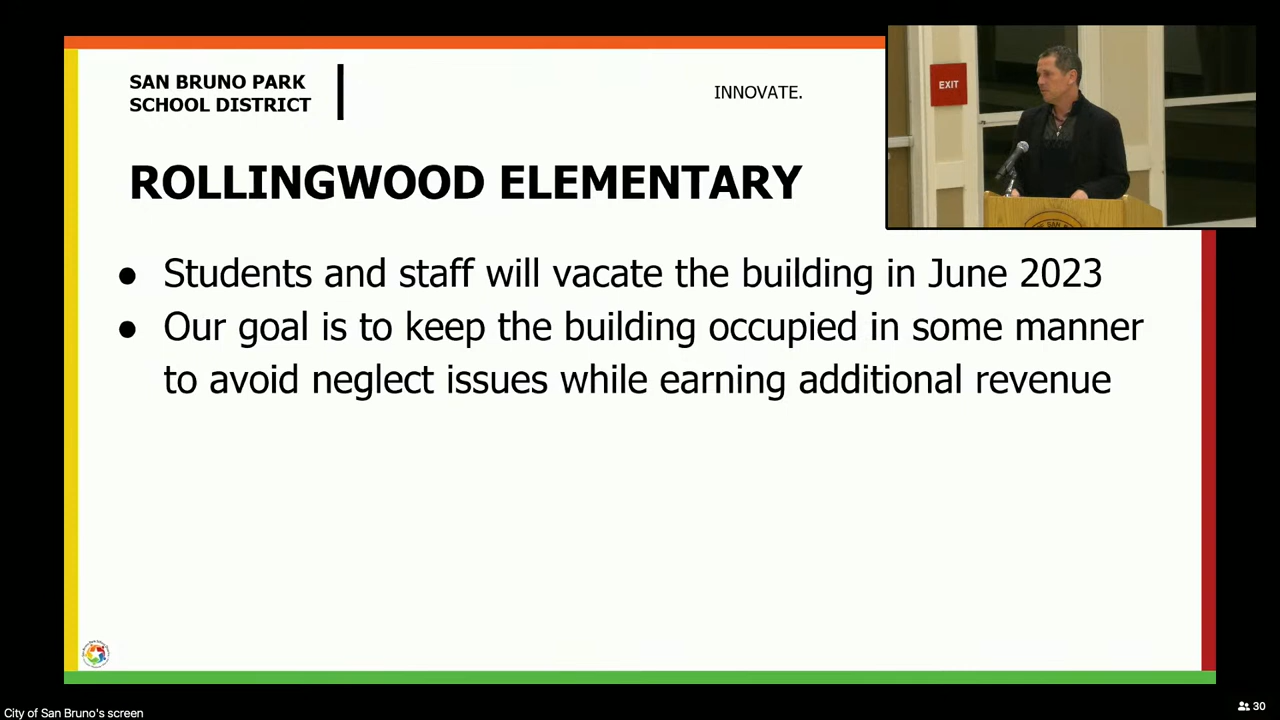 SAN BRUNO PARK
SCHOOL DISTRICT
INNOVATE.
EXIT
ROLLINGWOOD ELEMENTARY
● Students and staff will vacate the building in June 2023
● Our goal is to keep the building occupied in some manner
to avoid neglect issues while earning additional revenue
City of San Bruno's screen
30